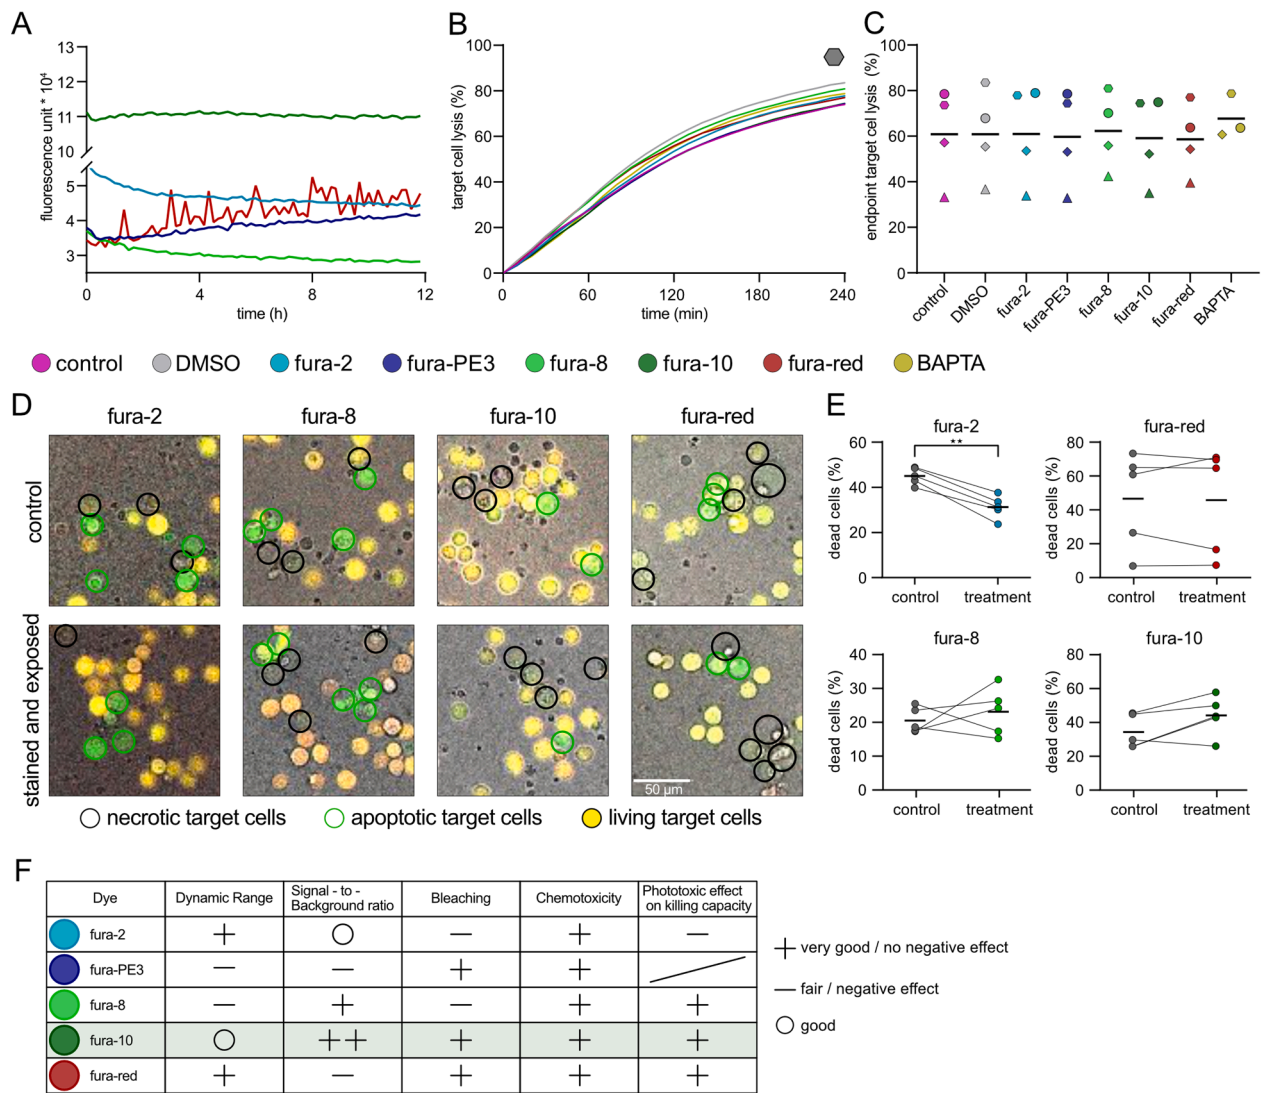 A
B
C
13
12
11
10
5
4
3
fluorescence unit * 10⁴
0
4
8
12
time (h)
100
80
60
40
20
0
target cell lysis (%)
0
60
120
180
240
time (min)
100
80
60
40
20
0
endpoint target cel lysis (%)
control
DMSO
fura-2
fura-PE3
fura-8
fura-10
fura-red
BAPTA
control
DMSO
fura-2
fura-PE3
fura-8
fura-10
fura-red
BAPTA
D
fura-2
fura-8
fura-10
fura-red
control
stained and exposed
50 µm
necrotic target cells
apoptotic target cells
living target cells
E
fura-2
60
40
20
0
dead cells (%)
**
control
treatment
fura-red
80
60
40
20
0
dead cells (%)
control
treatment
fura-8
40
30
20
10
0
dead cells (%)
control
treatment
fura-10
80
60
40
20
0
dead cells (%)
control
treatment
F
Dye
Dynamic Range
Signal - to -
Background ratio
Bleaching
Chemotoxicity
Phototoxic effect
on killing capacity
fura-2 + ○ — + —
fura-PE3 — — + +
fura-8 — + — + +
fura-10 ○ ++ + + +
fura-red + — + + +
+ very good / no negative effect
— fair / negative effect
○ good